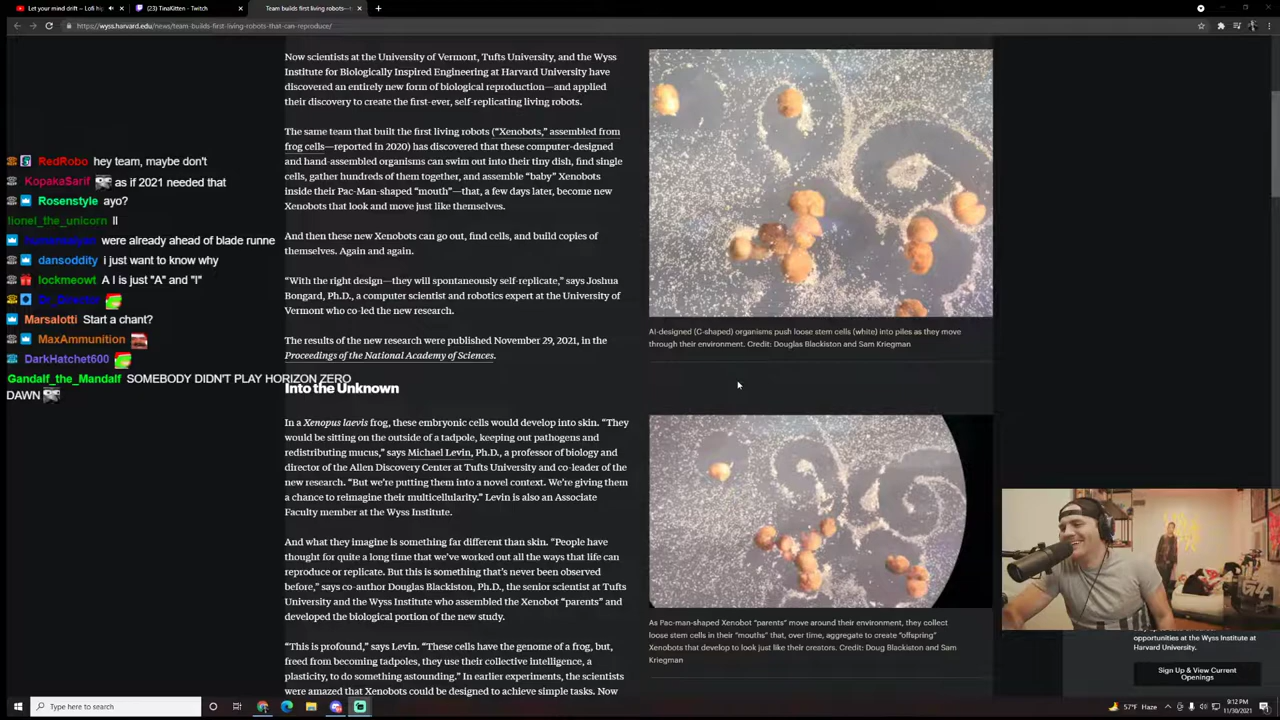 Let your mind drift – Lofi hi
(23) TinaKitten - Twitch
Team builds first living robots—t
https://wyss.harvard.edu/news/team-builds-first-living-robots-that-can-reproduce/
RedRobo hey team, maybe don't
KopakaSarif as if 2021 needed that
Rosenstyle ayo?
lionel_the_unicorn ll
were already ahead of blade runne
dansoddity i just want to know why
lockmeowt A I is just "A" and "I"
Marsalotti Start a chant?
MaxAmmunition
DarkHatchet600
Gandalf_the_Mandalf SOMEBODY DIDN'T PLAY HORIZON ZERO
DAWN
Now scientists at the University of Vermont, Tufts University, and the Wyss
Institute for Biologically Inspired Engineering at Harvard University have
discovered an entirely new form of biological reproduction—and applied
their discovery to create the first-ever, self-replicating living robots.
The same team that built the first living robots ("Xenobots," assembled from
frog cells—reported in 2020) has discovered that these computer-designed
and hand-assembled organisms can swim out into their tiny dish, find single
cells, gather hundreds of them together, and assemble "baby" Xenobots
inside their Pac-Man-shaped "mouth"—that, a few days later, become new
Xenobots that look and move just like themselves.
And then these new Xenobots can go out, find cells, and build copies of
themselves. Again and again.
"With the right design—they will spontaneously self-replicate," says Joshua
Bongard, Ph.D., a computer scientist and robotics expert at the University of
Vermont who co-led the new research.
The results of the new research were published November 29, 2021, in the
Proceedings of the National Academy of Sciences.
Into the Unknown
In a Xenopus laevis frog, these embryonic cells would develop into skin. "They
would be sitting on the outside of a tadpole, keeping out pathogens and
redistributing mucus," says Michael Levin, Ph.D., a professor of biology and
director of the Allen Discovery Center at Tufts University and co-leader of the
new research. "But we're putting them into a novel context. We're giving them
a chance to reimagine their multicellularity." Levin is also an Associate
Faculty member at the Wyss Institute.
And what they imagine is something far different than skin. "People have
thought for quite a long time that we've worked out all the ways that life can
reproduce or replicate. But this is something that's never been observed
before," says co-author Douglas Blackiston, Ph.D., the senior scientist at Tufts
University and the Wyss Institute who assembled the Xenobot "parents" and
developed the biological portion of the new study.
"This is profound," says Levin. "These cells have the genome of a frog, but,
freed from becoming tadpoles, they use their collective intelligence, a
plasticity, to do something astounding." In earlier experiments, the scientists
were amazed that Xenobots could be designed to achieve simple tasks. Now
AI-designed (C-shaped) organisms push loose stem cells (white) into piles as they move
through their environment. Credit: Douglas Blackiston and Sam Kriegman
As Pac-man-shaped Xenobot "parents" move around their environment, they collect
loose stem cells in their "mouths" that, over time, aggregate to create "offspring"
Xenobots that develop to look just like their creators. Credit: Doug Blackiston and Sam
Kriegman
opportunities at the Wyss Institute at
Harvard University.
Sign Up & View Current
Openings
Type here to search
57°F Haze
9:12 PM
11/30/2021